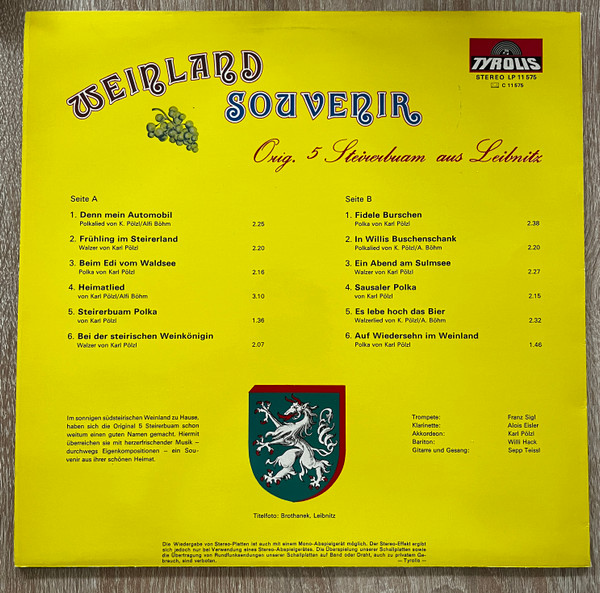 WEINLAND
SOUVENIR
TYROLIS
STEREO LP 11 575
C 11 575
Orig. 5 Steirerbuam aus Leibnitz
Seite A
1. Denn mein Automobil
Polkalied von K. Pölzl/Alfi Böhm 2.25
2. Frühling im Steirerland
Walzer von Karl Pölzl 2.20
3. Beim Edi vom Waldsee
Polka von Karl Pölzl 2.16
4. Heimatlied
von Karl Pölzl/Alfi Böhm 3.10
5. Steirerbuam Polka
von Karl Pölzl 1.36
6. Bei der steirischen Weinkönigin
Walzer von Karl Pölzl 2.07
Seite B
1. Fidele Burschen
Polka von Karl Pölzl 2.38
2. In Willis Buschenschank
Polkalied von K. Pölzl/A. Böhm 2.20
3. Ein Abend am Sulmsee
Walzer von Karl Pölzl 2.27
4. Sausaler Polka
von Karl Pölzl 2.15
5. Es lebe hoch das Bier
Walzerlied von K. Pölzl/A. Böhm 2.32
6. Auf Wiedersehn im Weinland
Polka von Karl Pölzl 1.46
Im sonnigen südsteirischen Weinland zu Hause,
haben sich die Original 5 Steirerbuam schon
weitum einen guten Namen gemacht. Hiermit
überreichen sie mit herzerfrischender Musik –
durchwegs Eigenkompositionen – ein Sou-
venir aus ihrer schönen Heimat.
Trompete: Franz Sigl
Klarinette: Alois Eisler
Akkordeon: Karl Pölzl
Bariton: Willi Hack
Gitarre und Gesang: Sepp Teissl
Titelfoto: Brothanek, Leibnitz
Die Wiedergabe von Stereo-Platten ist auch mit einem Mono-Abspielgerät möglich. Der Stereo-Effekt ergibt
sich jedoch nur bei Verwendung eines Stereo-Abspielgerätes. Die Überspielung unserer Schallplatten sowie
die Übertragung von Rundfunksendungen unserer Schallplatten auf Band oder Draht, auch zu privatem Ge-
brauch, sind verboten. — Tyrolis —